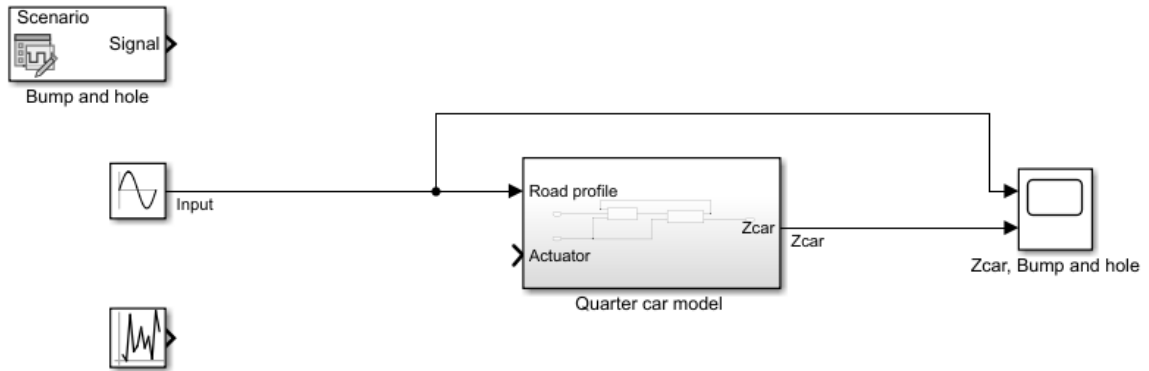 Scenario
Signal
Bump and hole
Input
Road profile
Zcar
Actuator
Quarter car model
Zcar
Zcar, Bump and hole